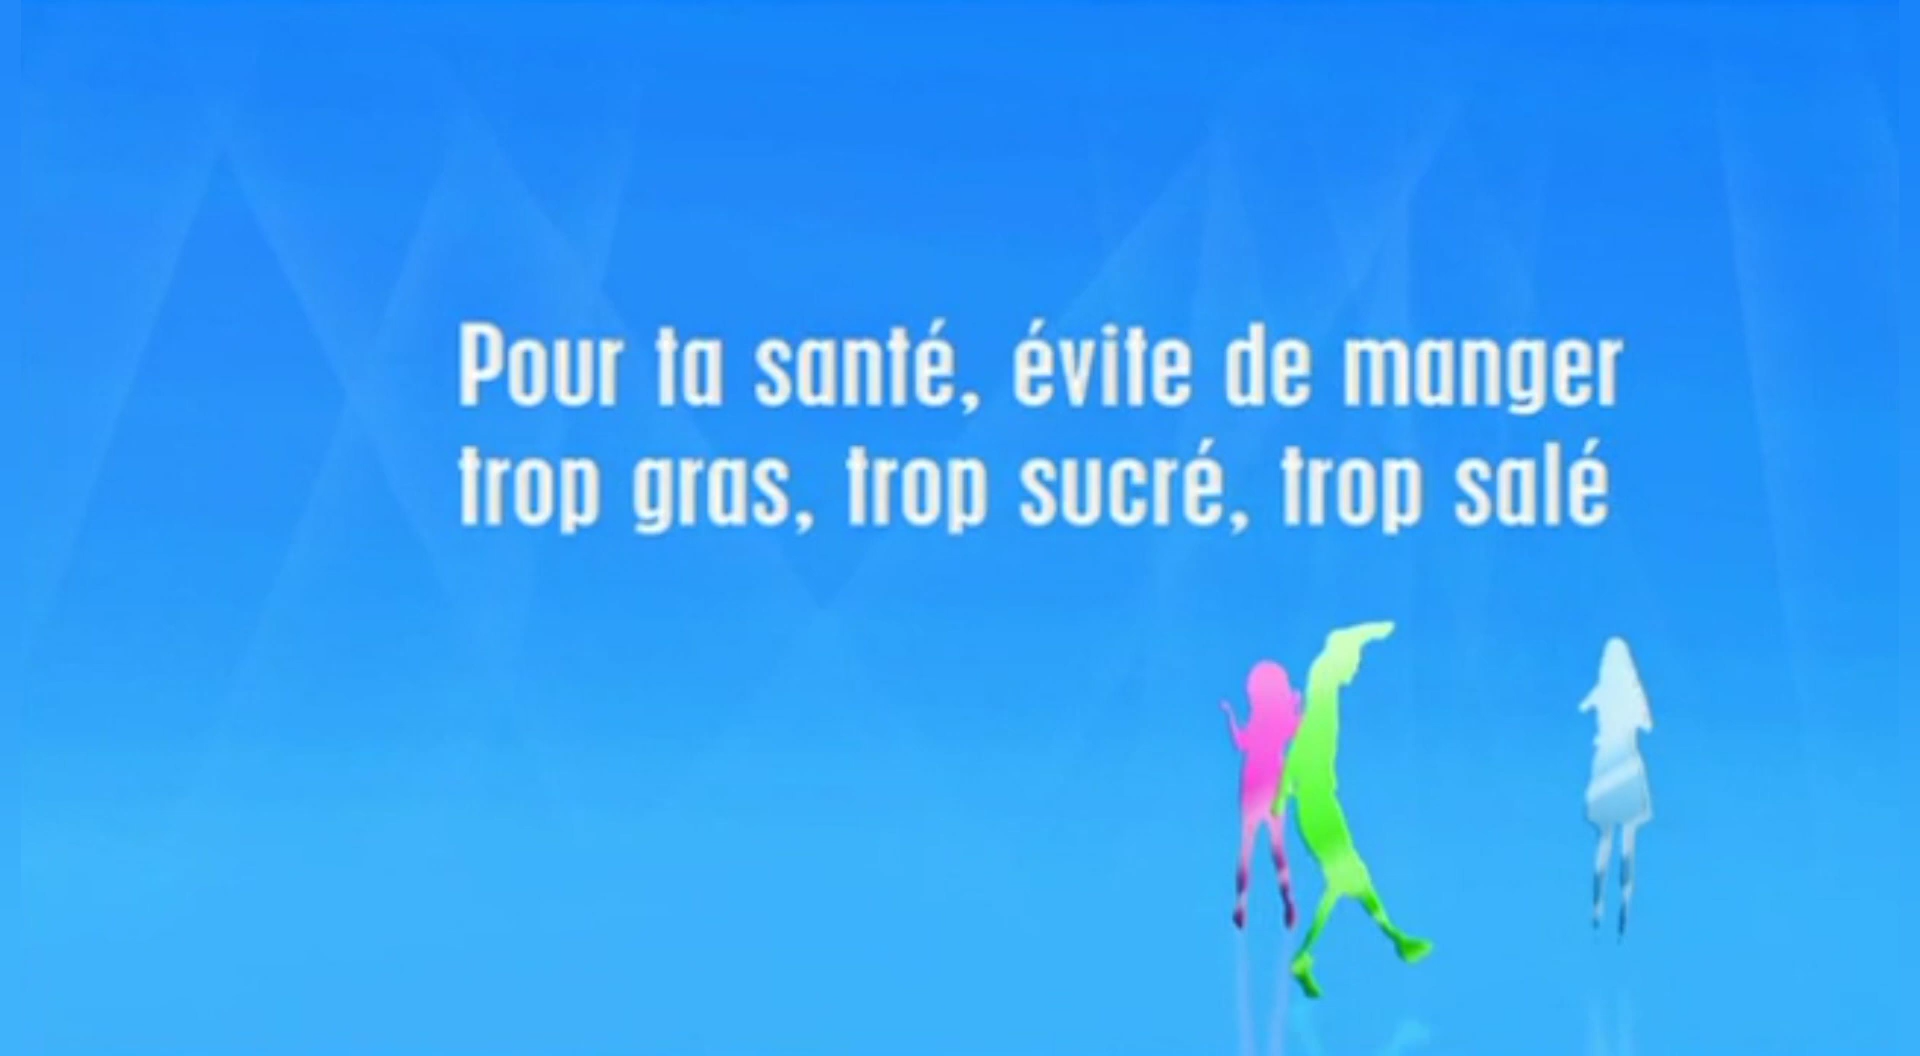 Pour ta santé, évite de manger
trop gras, trop sucré, trop salé